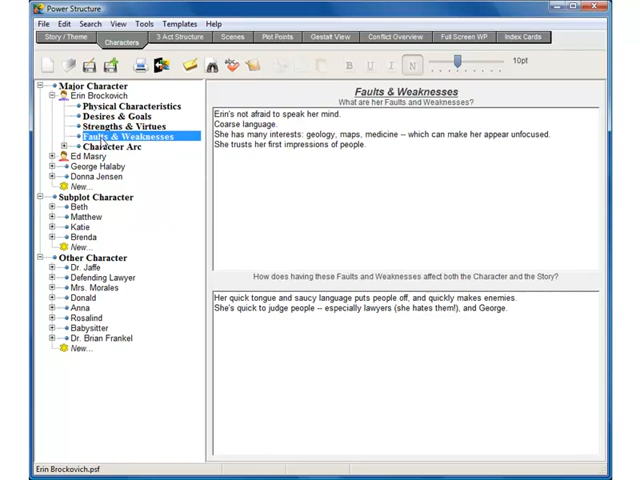 Power Structure
File Edit Search View Tools Templates Help
Story / Theme Characters 3 Act Structure Scenes Plot Points Gestalt View Conflict Overview Full Screen WP Index Cards
B U I N 10pt
Major Character
Erin Brockovich
Physical Characteristics
Desires & Goals
Strengths & Virtues
Faults & Weaknesses
Character Arc
Ed Masry
George Halaby
Donna Jensen
New...
Subplot Character
Beth
Matthew
Katie
Brenda
New...
Other Character
Dr. Jaffe
Defending Lawyer
Mrs. Morales
Donald
Anna
Rosalind
Babysitter
Dr. Brian Frankel
New...
Faults & Weaknesses
What are her Faults and Weaknesses?
Erin's not afraid to speak her mind.
Coarse language.
She has many interests: geology, maps, medicine -- which can make her appear unfocused.
She trusts her first impressions of people.
How does having these Faults and Weaknesses affect both the Character and the Story?
Her quick tongue and saucy language puts people off, and quickly makes enemies.
She's quick to judge people -- especially lawyers (she hates them!), and George.
Erin Brockovich.psf